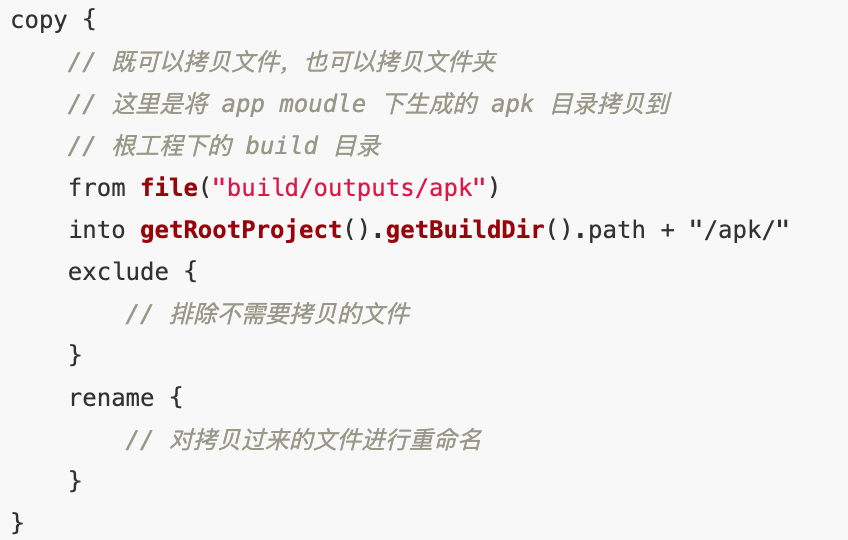 copy {
    // 既可以拷贝文件，也可以拷贝文件夹
    // 这里是将 app moudle 下生成的 apk 目录拷贝到
    // 根工程下的 build 目录
    from file("build/outputs/apk")
    into getRootProject().getBuildDir().path + "/apk/"
    exclude {
        // 排除不需要拷贝的文件
    }
    rename {
        // 对拷贝过来的文件进行重命名
    }
}